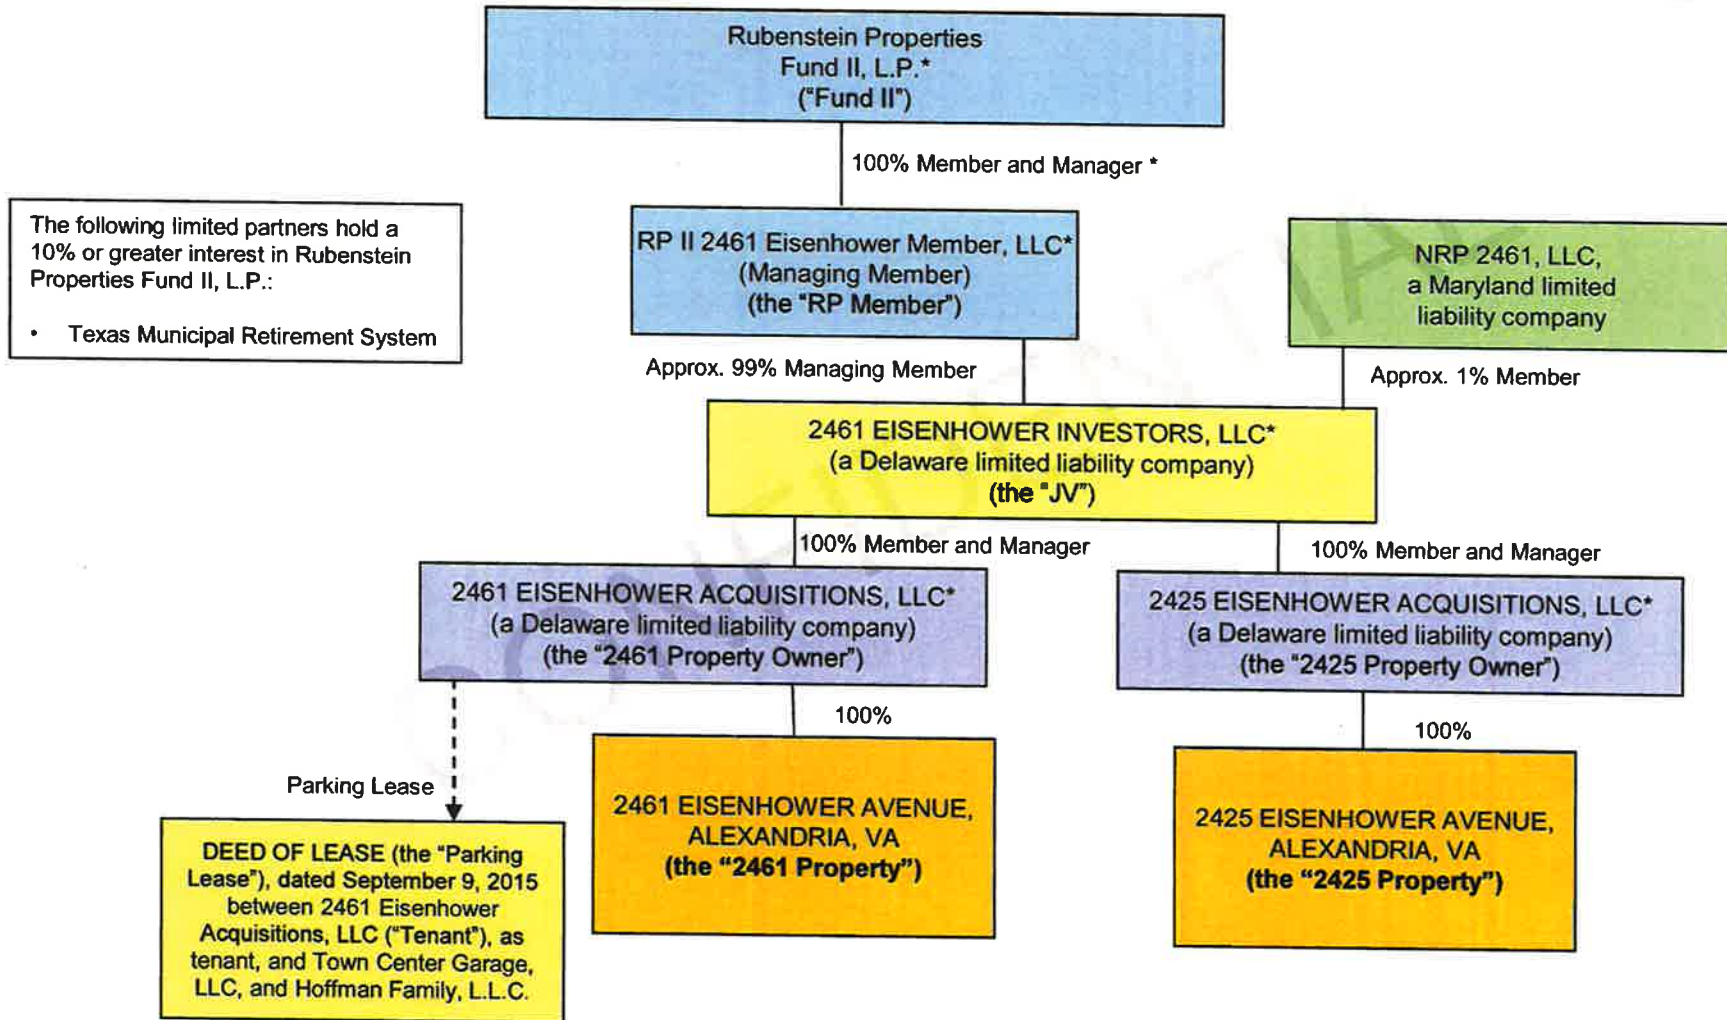 Rubenstein Properties
Fund II, L.P.*
("Fund II")
100% Member and Manager *
The following limited partners hold a
10% or greater interest in Rubenstein
Properties Fund II, L.P.:
• Texas Municipal Retirement System
RP II 2461 Eisenhower Member, LLC*
(Managing Member)
(the "RP Member")
NRP 2461, LLC,
a Maryland limited
liability company
Approx. 99% Managing Member
Approx. 1% Member
2461 EISENHOWER INVESTORS, LLC*
(a Delaware limited liability company)
(the "JV")
100% Member and Manager
100% Member and Manager
2461 EISENHOWER ACQUISITIONS, LLC*
(a Delaware limited liability company)
(the "2461 Property Owner")
2425 EISENHOWER ACQUISITIONS, LLC*
(a Delaware limited liability company)
(the "2425 Property Owner")
100%
100%
Parking Lease
2461 EISENHOWER AVENUE,
ALEXANDRIA, VA
(the "2461 Property")
2425 EISENHOWER AVENUE,
ALEXANDRIA, VA
(the "2425 Property")
DEED OF LEASE (the "Parking
Lease"), dated September 9, 2015
between 2461 Eisenhower
Acquisitions, LLC ("Tenant"), as
tenant, and Town Center Garage,
LLC, and Hoffman Family, L.L.C.
CONFIDENTIAL